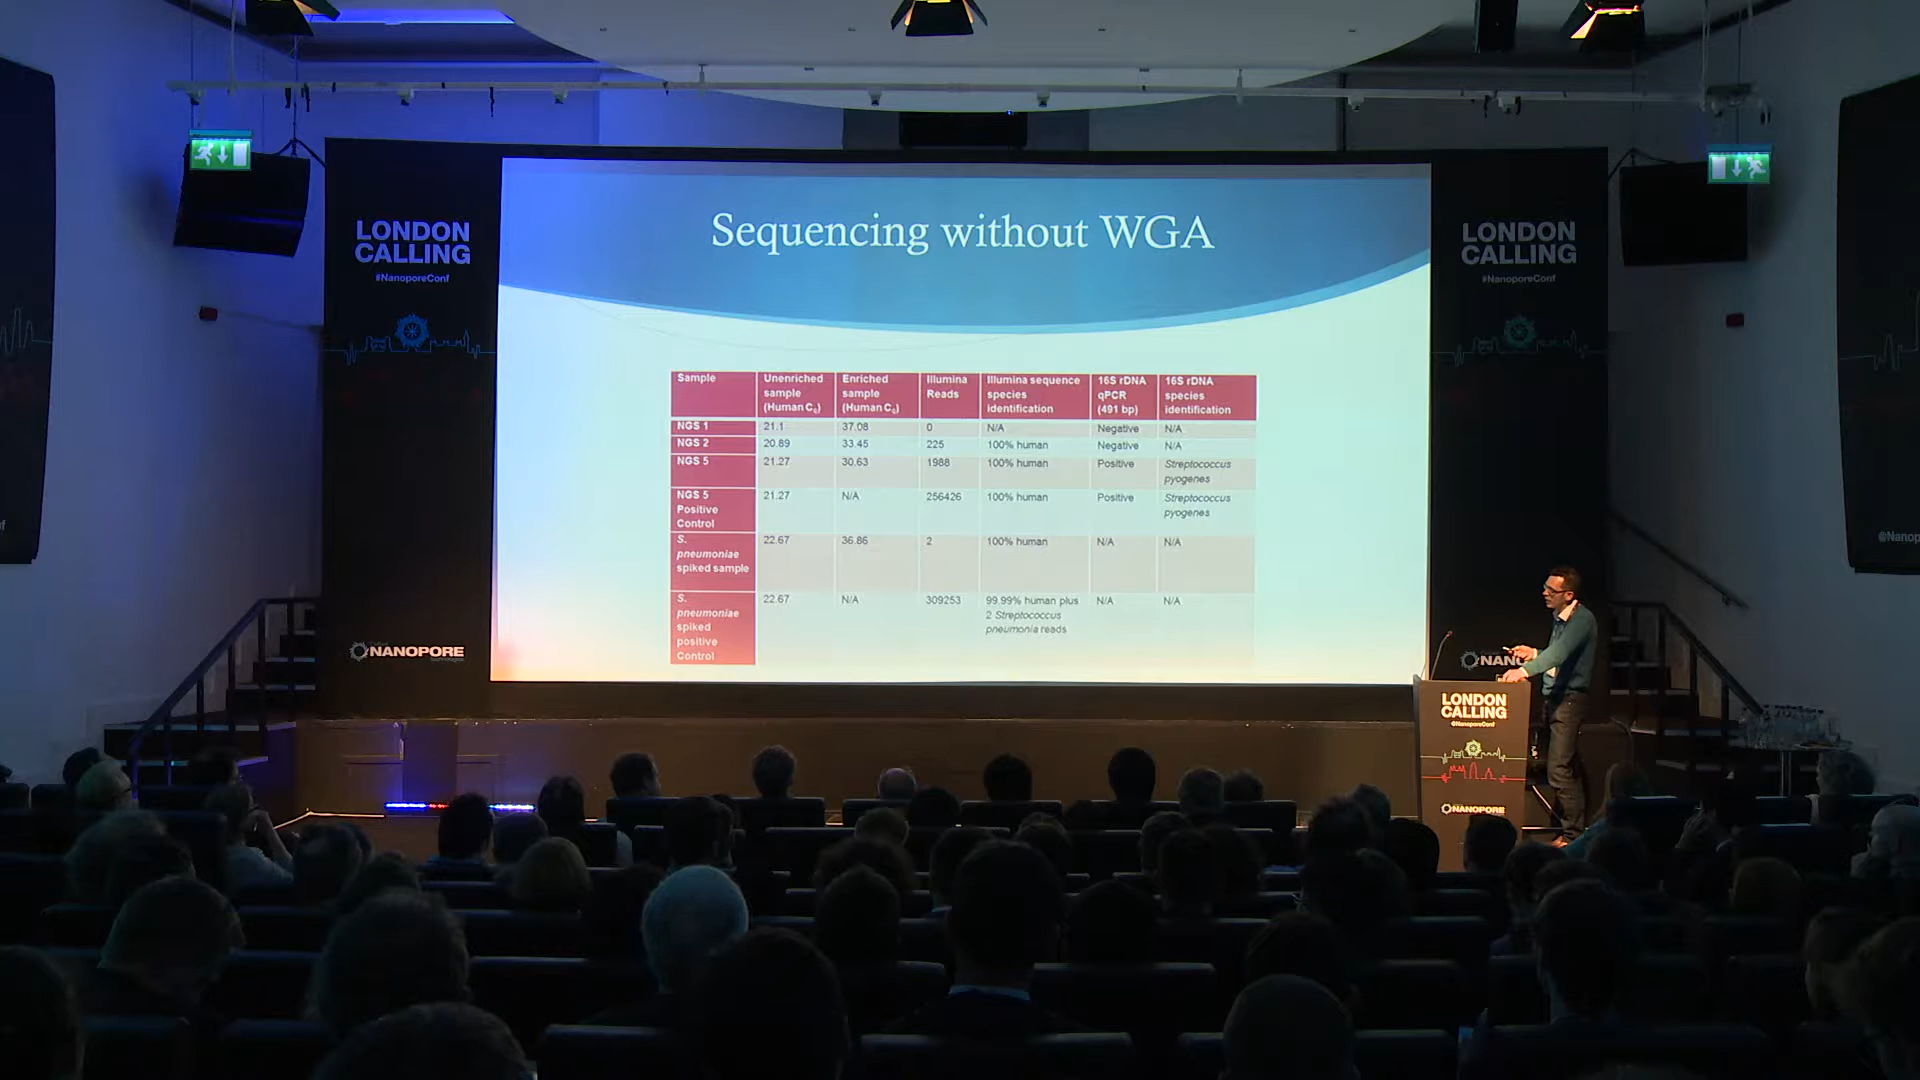 LONDON
CALLING
#NanoporeConf
NANOPORE
Sequencing without WGA
Sample
Unenriched
sample
(Human Cq)
Enriched
sample
(Human Cq)
Illumina
Reads
Illumina sequence
species
identification
16S rDNA
qPCR
(491 bp)
16S rDNA
species
identification
NGS 1 21.1 37.08 0 N/A Negative N/A
NGS 2 20.89 33.45 225 100% human Negative N/A
NGS 5 21.27 30.63 1988 100% human Positive Streptococcus
pyogenes
NGS 5 21.27 N/A 256426 100% human Positive Streptococcus
Positive pyogenes
Control
S. 22.67 36.86 2 100% human N/A N/A
pneumoniae
spiked sample
S. 22.67 N/A 309253 99.99% human plus N/A N/A
pneumoniae 2 Streptococcus
spiked pneumonia reads
positive
Control
LONDON
CALLING
#NanoporeConf
NANO
LONDON
CALLING
@NanoporeConf
NANOPORE
@Nanop